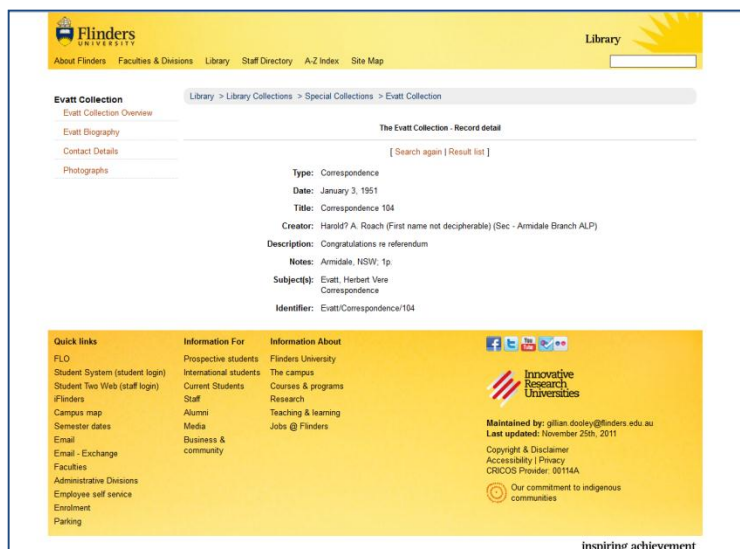 Flinders
UNIVERSITY
Library
About Flinders Faculties & Divisions Library Staff Directory A-Z Index Site Map
Evatt Collection
Evatt Collection Overview
Evatt Biography
Contact Details
Photographs
Library > Library Collections > Special Collections > Evatt Collection
The Evatt Collection - Record detail
[ Search again | Result list ]
Type: Correspondence
Date: January 3, 1951
Title: Correspondence 104
Creator: Harold? A. Roach (First name not decipherable) (Sec - Armidale Branch ALP)
Description: Congratulations re referendum
Notes: Armidale, NSW; 1p.
Subject(s): Evatt, Herbert Vere
Correspondence
Identifier: Evatt/Correspondence/104
Quick links
FLO
Student System (student login)
Student Two Web (staff login)
iFlinders
Campus map
Semester dates
Email
Email - Exchange
Faculties
Administrative Divisions
Employee self service
Enrolment
Parking
Information For
Prospective students
International students
Current Students
Staff
Alumni
Media
Business &
community
Information About
Flinders University
The campus
Courses & programs
Research
Teaching & learning
Jobs @ Flinders
You
Tube
Innovative
Research
Universities
Maintained by: gillian.dooley@flinders.edu.au
Last updated: November 25th, 2011
Copyright & Disclaimer
Accessibility | Privacy
CRICOS Provider: 00114A
Our commitment to indigenous
communities
inspiring achievement